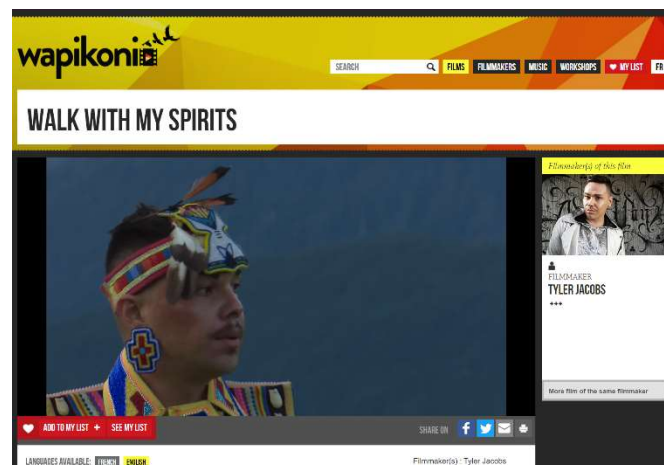 wapikoni
SEARCH FILMS FILMMAKERS MUSIC WORKSHOPS MY LIST FR
WALK WITH MY SPIRITS
Filmmaker(s) of this film
FILMMAKER
TYLER JACOBS
+++
More film of the same filmmaker
ADD TO MY LIST + SEE MY LIST SHARE ON
LANGUAGES AVAILABLE: FRENCH ENGLISH Filmmaker(s) : Tyler Jacobs